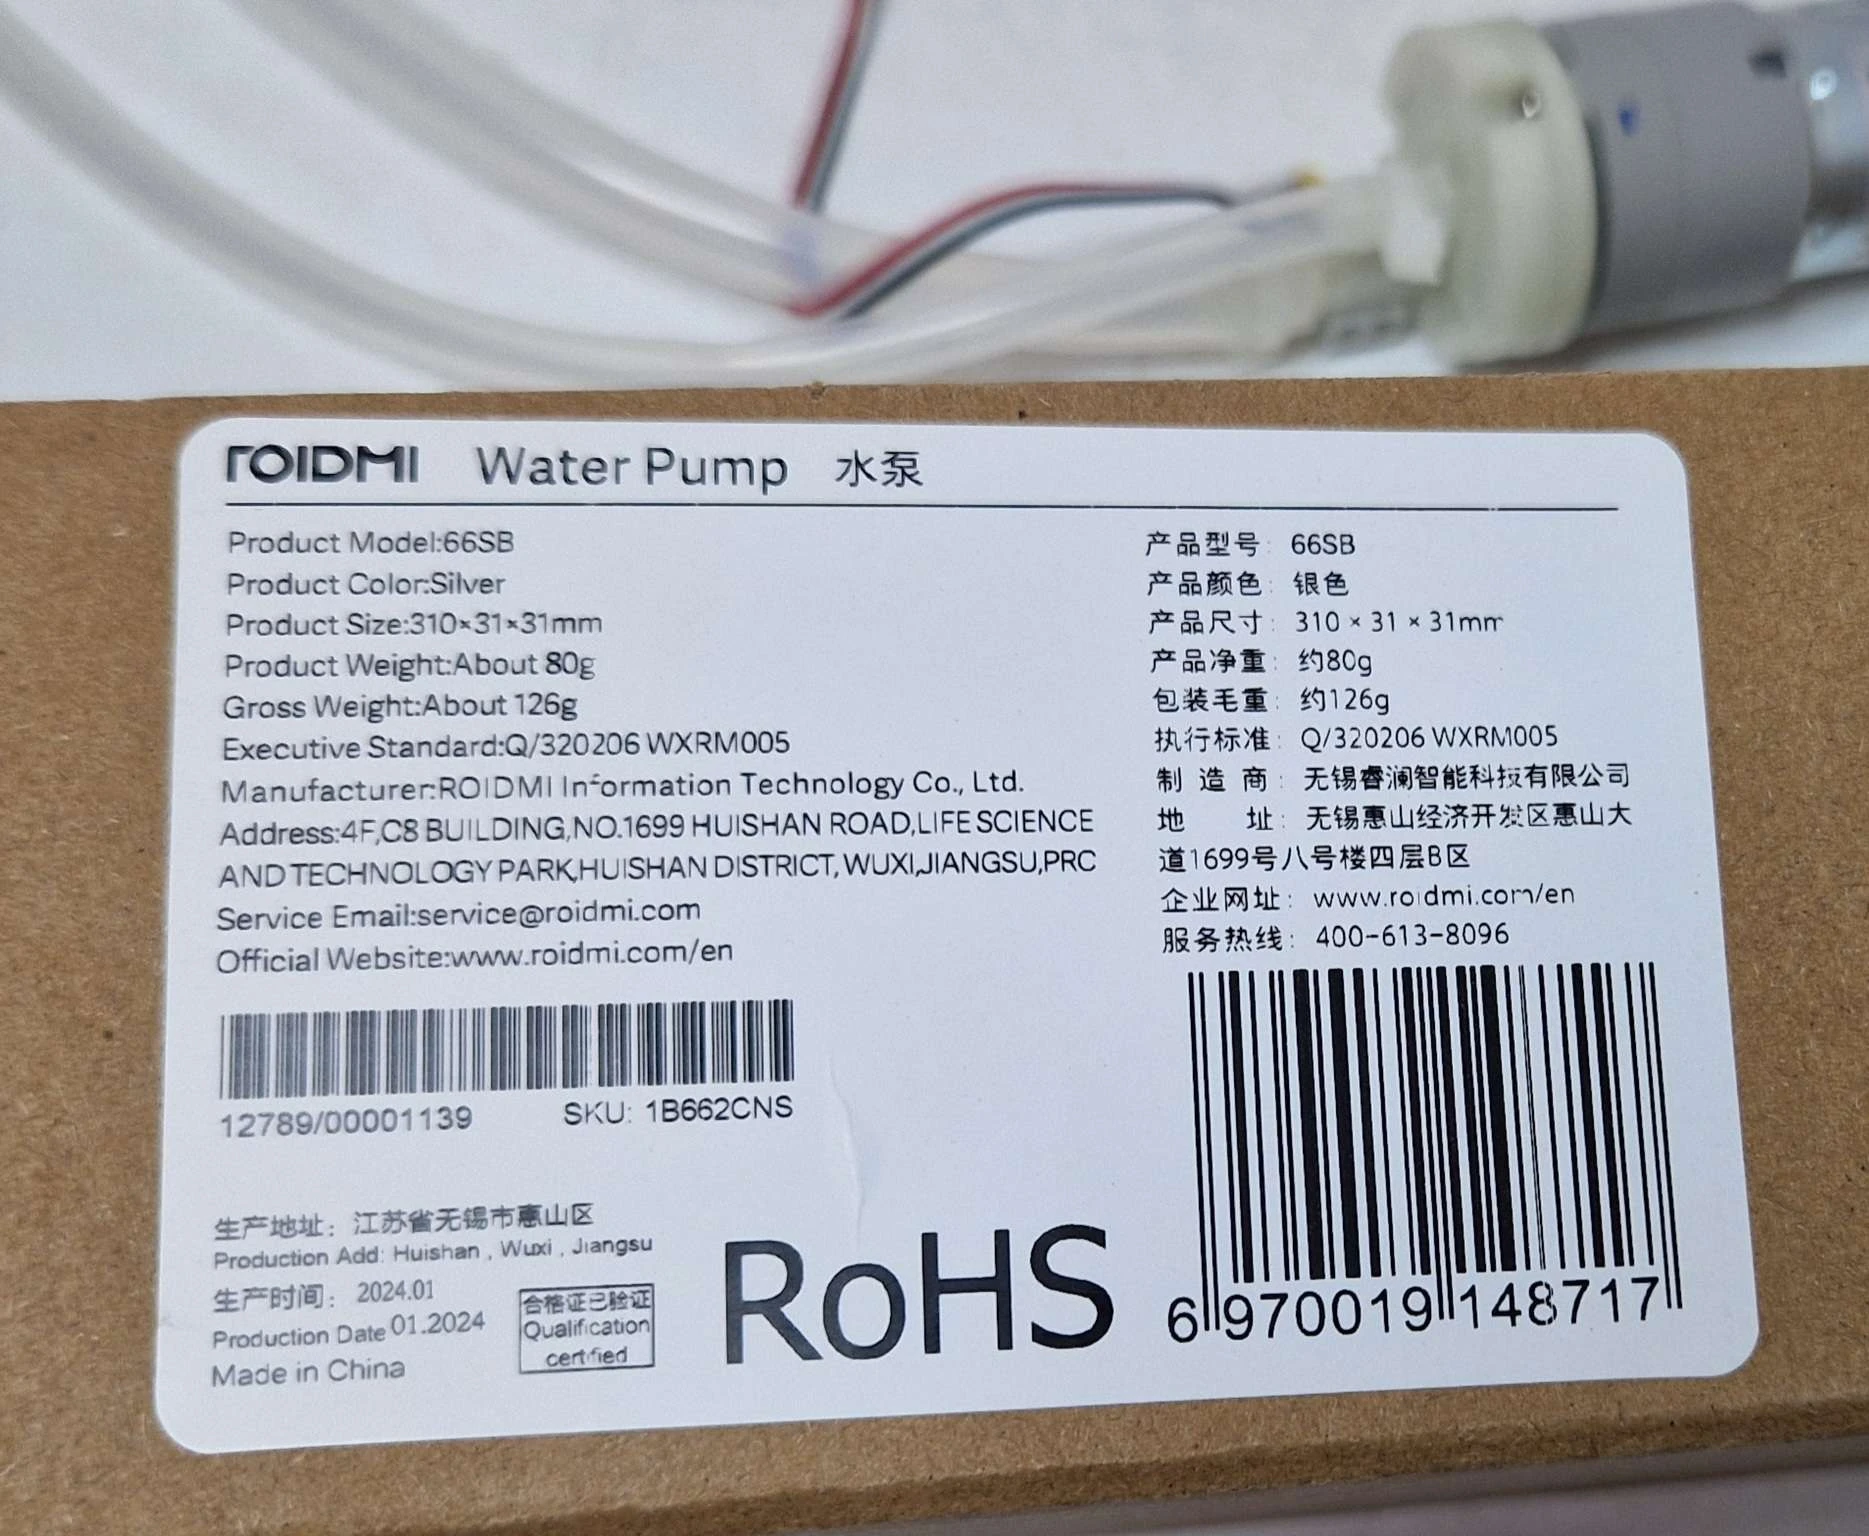 ROIDMI Water Pump 水泵
Product Model:66SB
Product Color:Silver
Product Size:310×31×31mm
Product Weight:About 80g
Gross Weight:About 126g
Executive Standard:Q/320206 WXRM005
Manufacturer:ROIDMI Information Technology Co., Ltd.
Address:4F,C8 BUILDING,NO.1699 HUISHAN ROAD,LIFE SCIENCE
AND TECHNOLOGY PARK,HUISHAN DISTRICT, WUXI,JIANGSU,PRC
Service Email:service@roidmi.com
Official Website:www.roidmi.com/en
产品型号: 66SB
产品颜色: 银色
产品尺寸: 310 × 31 × 31mm
产品净重: 约80g
包装毛重: 约126g
执行标准: Q/320206 WXRM005
制 造 商: 无锡睿澜智能科技有限公司
地 址: 无锡惠山经济开发区惠山大
道1699号八号楼四层B区
企业网址: www.roidmi.com/en
服务热线: 400-613-8096
12789/00001139 SKU: 1B662CNS
生产地址: 江苏省无锡市惠山区
Production Add: Huishan , Wuxi , Jiangsu
生产时间: 2024.01
Production Date 01.2024
Made in China
合格证已验证
Qualification
certified
RoHS
6 970019 148717